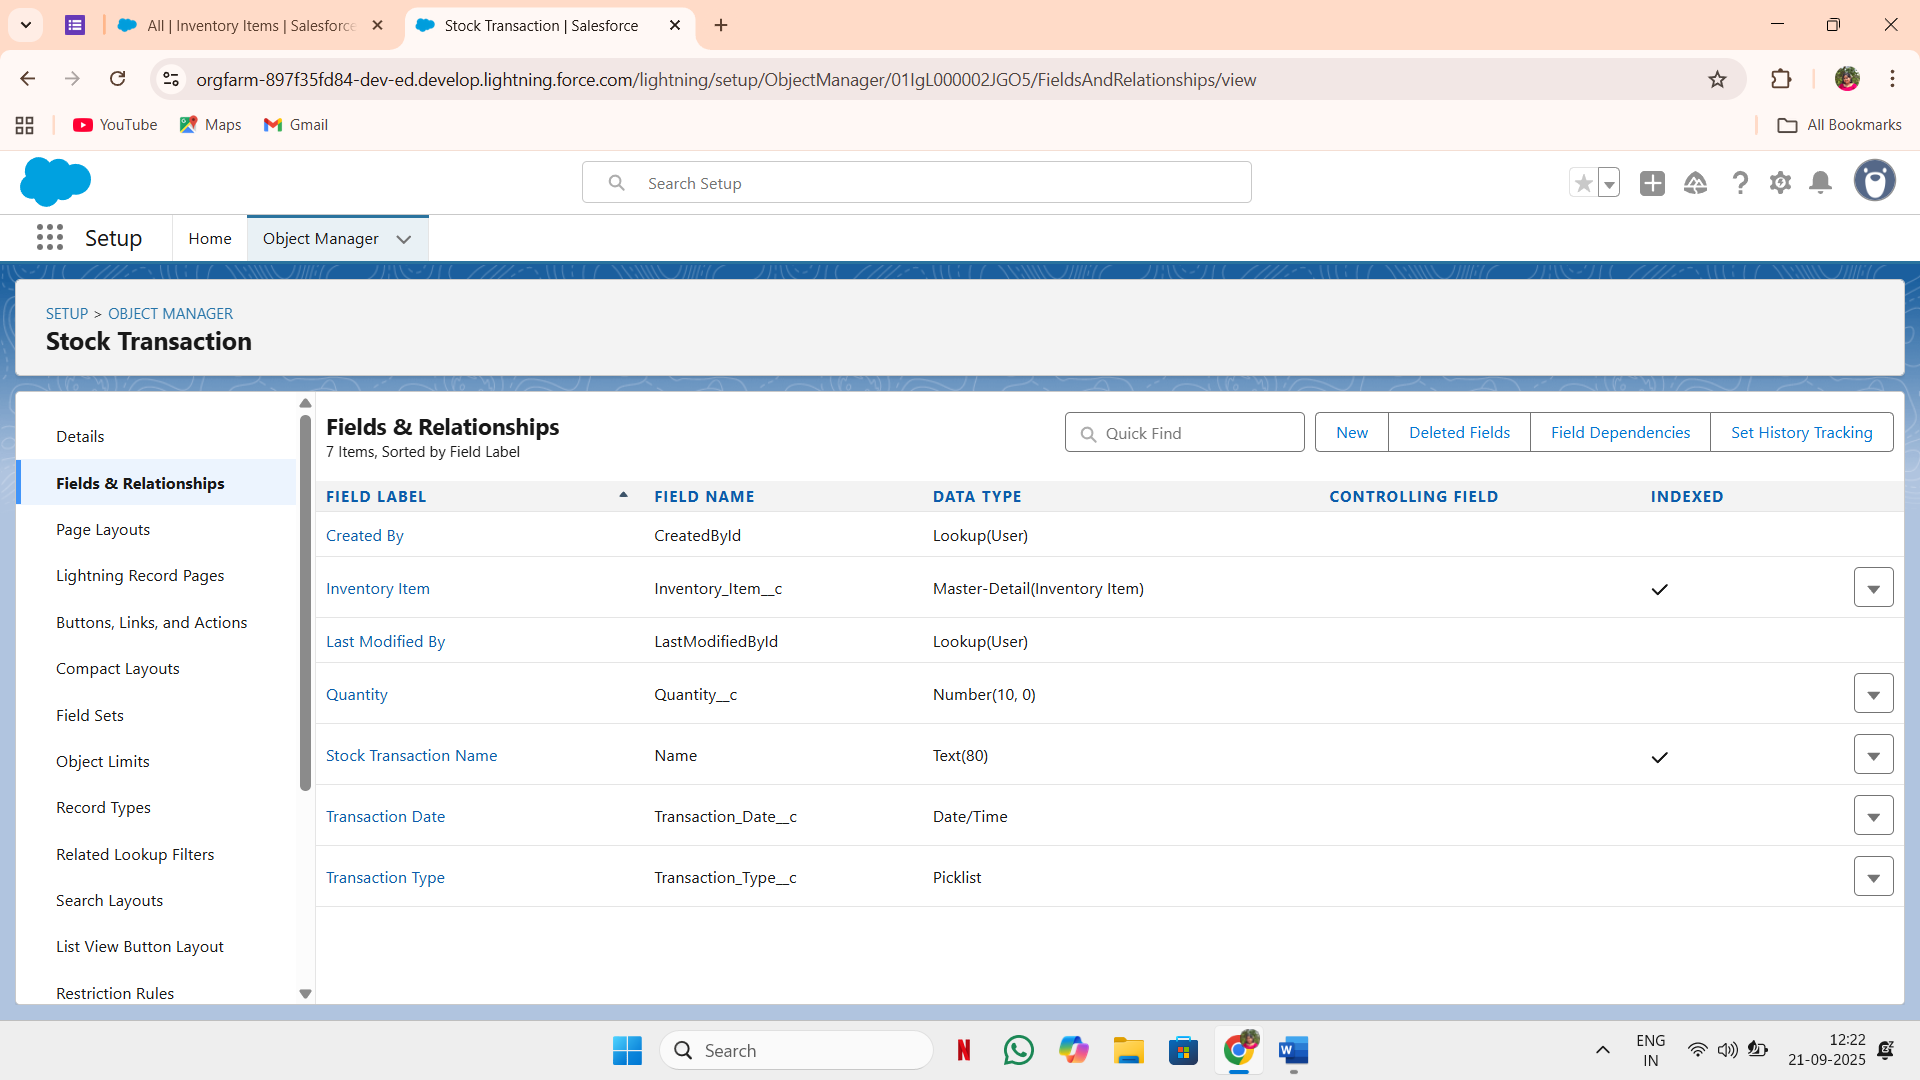 All | Inventory Items | Salesforce
Stock Transaction | Salesforce
orgfarm-897f35fd84-dev-ed.develop.lightning.force.com/lightning/setup/ObjectManager/01IgL000002JGO5/FieldsAndRelationships/view
YouTube
Maps
Gmail
All Bookmarks
Search Setup
Setup
Home
Object Manager
SETUP > OBJECT MANAGER
Stock Transaction
Details
Fields & Relationships
Page Layouts
Lightning Record Pages
Buttons, Links, and Actions
Compact Layouts
Field Sets
Object Limits
Record Types
Related Lookup Filters
Search Layouts
List View Button Layout
Restriction Rules
Fields & Relationships
7 Items, Sorted by Field Label
Quick Find
New
Deleted Fields
Field Dependencies
Set History Tracking
FIELD LABEL FIELD NAME DATA TYPE CONTROLLING FIELD INDEXED
Created By CreatedById Lookup(User)
Inventory Item Inventory_Item__c Master-Detail(Inventory Item)
Last Modified By LastModifiedById Lookup(User)
Quantity Quantity__c Number(10, 0)
Stock Transaction Name Name Text(80)
Transaction Date Transaction_Date__c Date/Time
Transaction Type Transaction_Type__c Picklist
Search
ENG
IN
12:22
21-09-2025